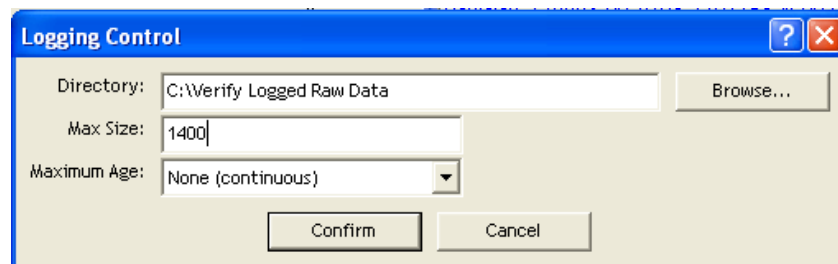 Logging Control
Directory: C:\Verify Logged Raw Data Browse...
Max Size: 1400
Maximum Age: None (continuous)
Confirm Cancel